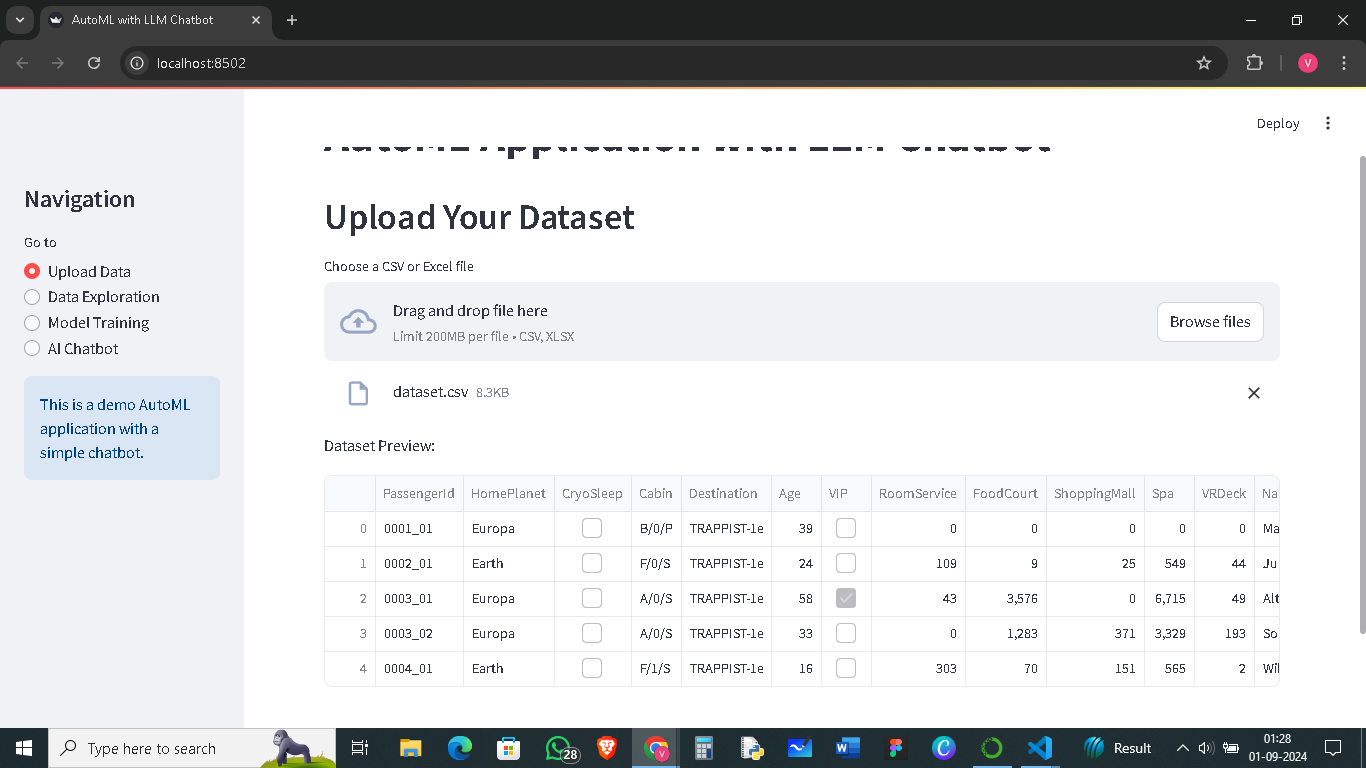 AutoML with LLM Chatbot
localhost:8502
V
Deploy
AutoML Application with LLM Chatbot
Navigation
Go to
Upload Data
Data Exploration
Model Training
AI Chatbot
This is a demo AutoML
application with a
simple chatbot.
Upload Your Dataset
Choose a CSV or Excel file
Drag and drop file here
Limit 200MB per file • CSV, XLSX
Browse files
dataset.csv 8.3KB
Dataset Preview:
PassengerId HomePlanet CryoSleep Cabin Destination Age VIP RoomService FoodCourt ShoppingMall Spa VRDeck Na
0 0001_01 Europa B/0/P TRAPPIST-1e 39 0 0 0 0 0 Ma
1 0002_01 Earth F/0/S TRAPPIST-1e 24 109 9 25 549 44 Ju
2 0003_01 Europa A/0/S TRAPPIST-1e 58 43 3,576 0 6,715 49 Alt
3 0003_02 Europa A/0/S TRAPPIST-1e 33 0 1,283 371 3,329 193 So
4 0004_01 Earth F/1/S TRAPPIST-1e 16 303 70 151 565 2 Wil
Type here to search
28
V
Result
01:28
01-09-2024